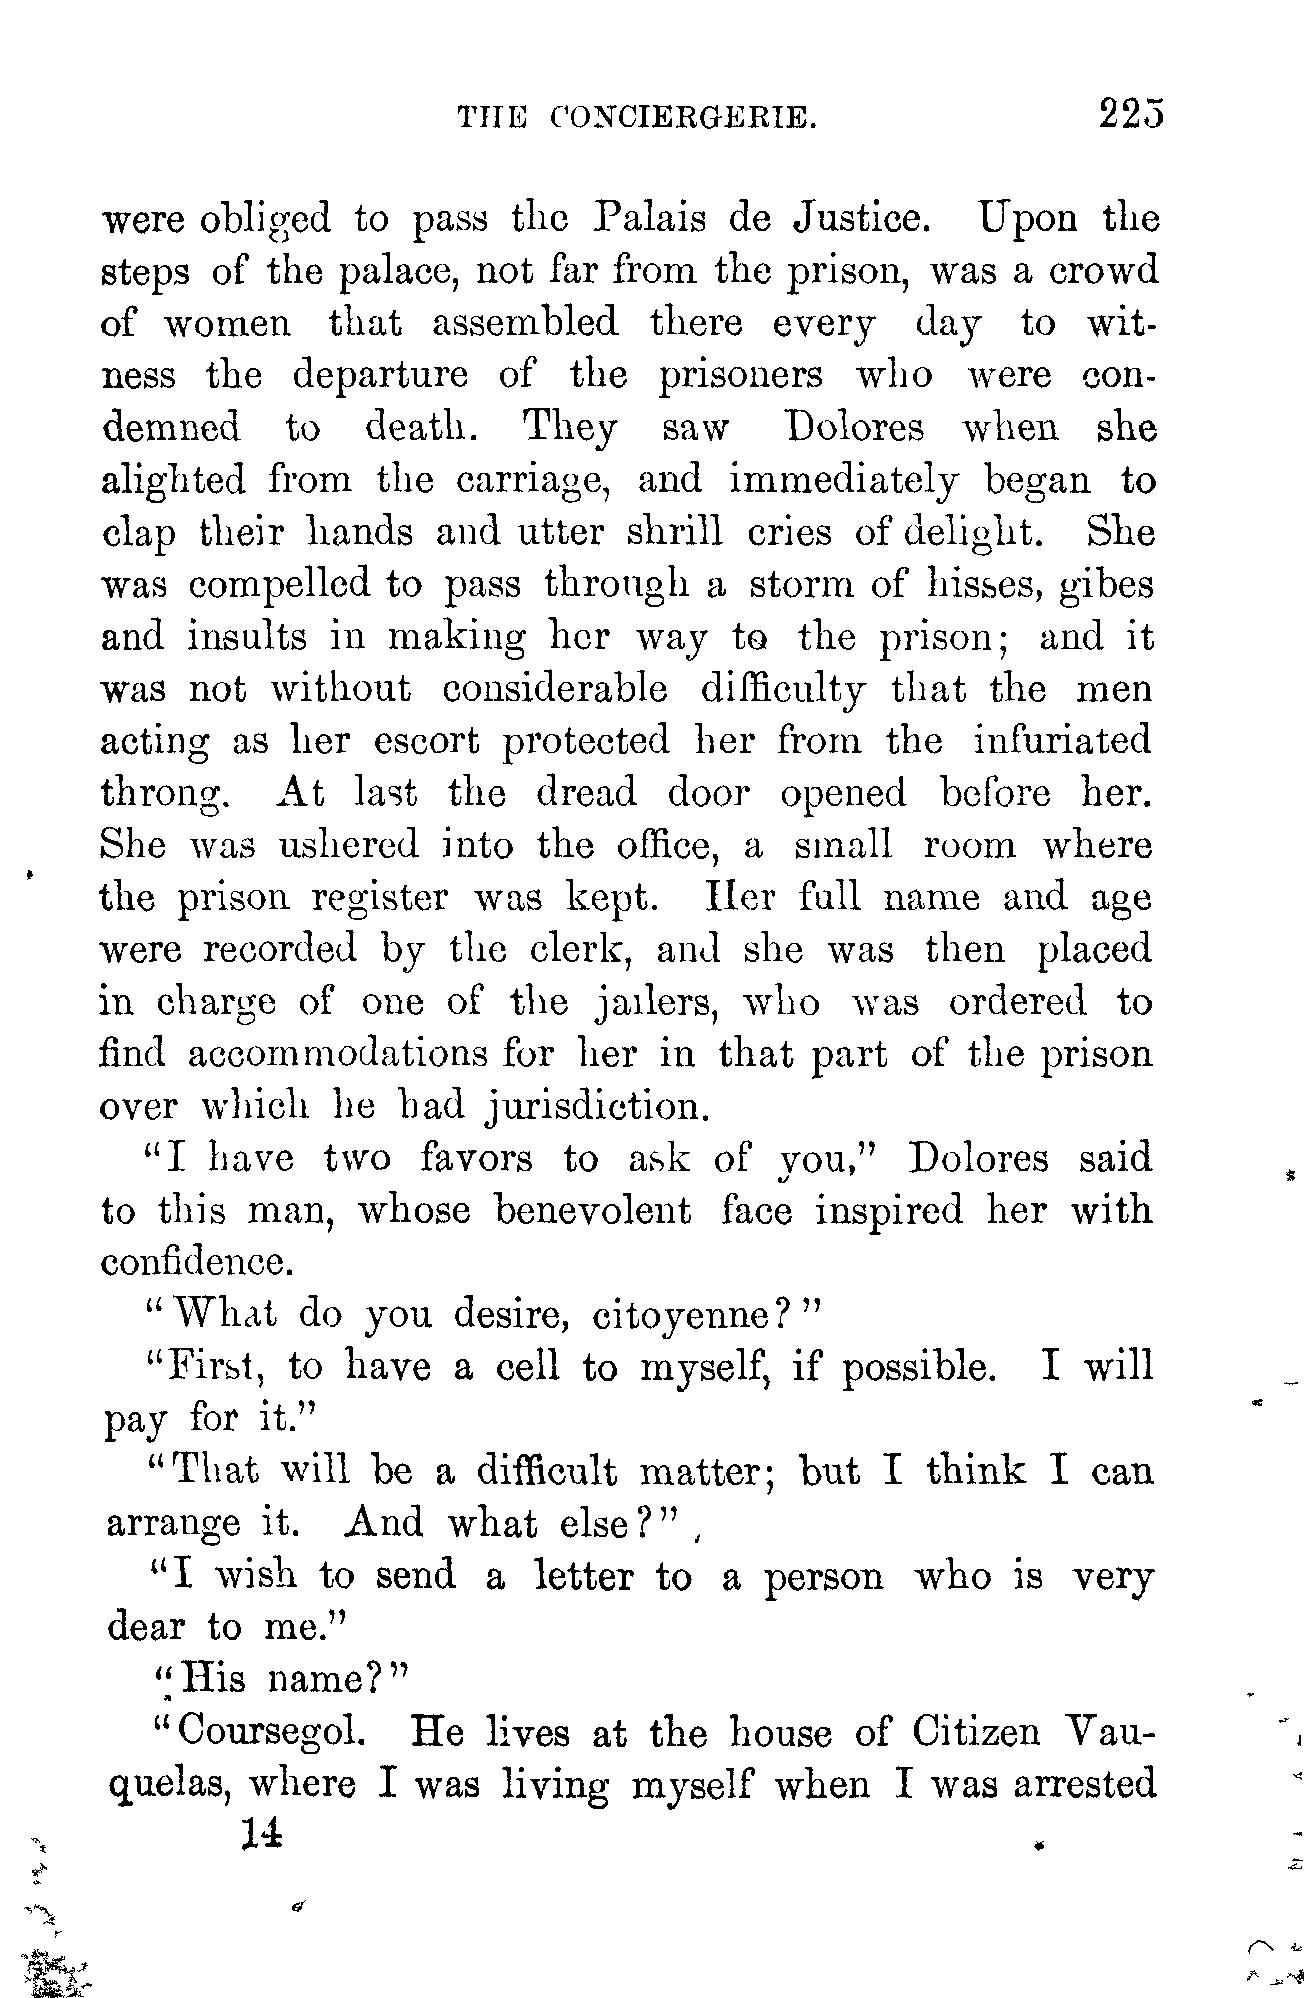 THE CONCIERGERIE. 225
were obliged to pass the Palais de Justice. Upon the
steps of the palace, not far from the prison, was a crowd
of women that assembled there every day to wit-
ness the departure of the prisoners who were con-
demned to death. They saw Dolores when she
alighted from the carriage, and immediately began to
clap their hands and utter shrill cries of delight. She
was compelled to pass through a storm of hisses, gibes
and insults in making her way to the prison; and it
was not without considerable difficulty that the men
acting as her escort protected her from the infuriated
throng. At last the dread door opened before her.
She was ushered into the office, a small room where
the prison register was kept. Her full name and age
were recorded by the clerk, and she was then placed
in charge of one of the jailers, who was ordered to
find accommodations for her in that part of the prison
over which he had jurisdiction.
"I have two favors to ask of you," Dolores said
to this man, whose benevolent face inspired her with
confidence.
"What do you desire, citoyenne?"
"First, to have a cell to myself, if possible. I will
pay for it."
"That will be a difficult matter; but I think I can
arrange it. And what else?"
"I wish to send a letter to a person who is very
dear to me."
"His name?"
"Coursegol. He lives at the house of Citizen Vau-
quelas, where I was living myself when I was arrested
14